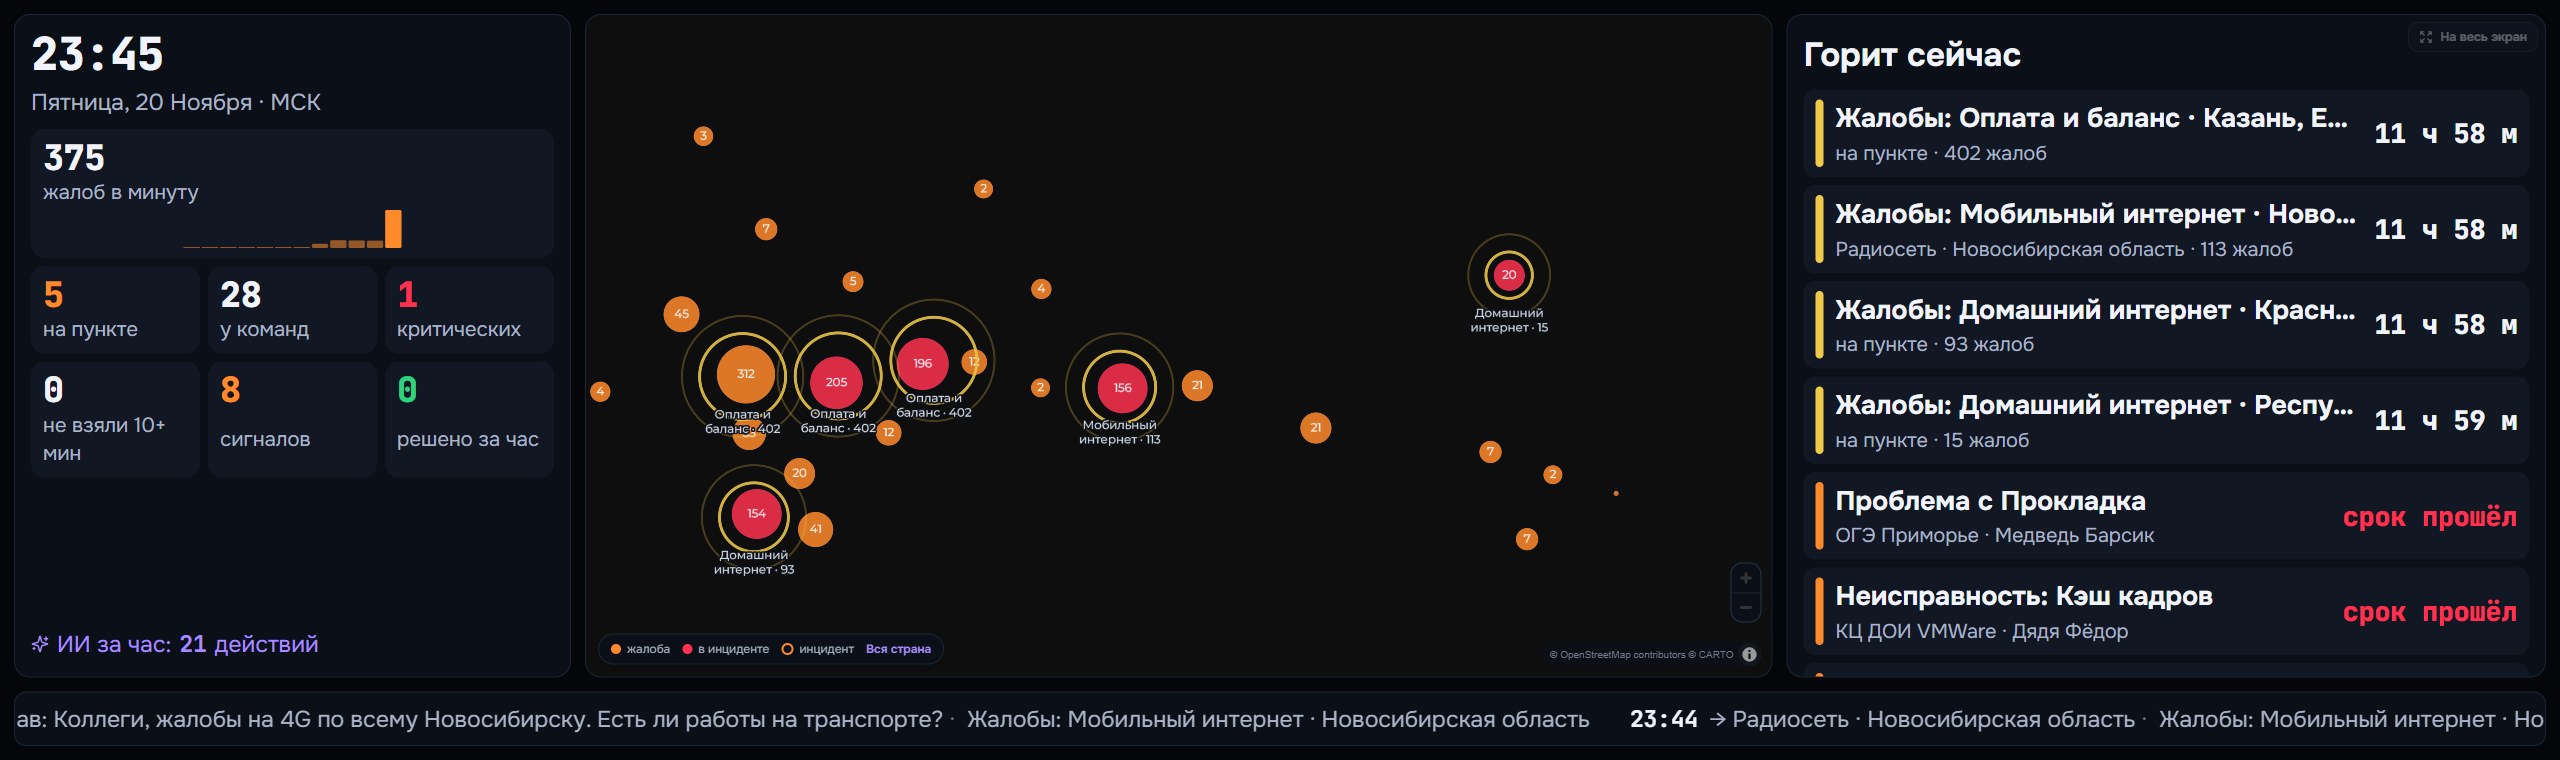 23:45
Пятница, 20 Ноября · МСК
375
жалоб в минуту
5
на пункте
28
у команд
1
критических
0
не взяли 10+
мин
8
сигналов
0
решено за час
ИИ за час: 21 действий
3
2
7
5
4
45
20
Домашний
интернет · 15
312
205
196
12
4
2
156
21
Оплата и
баланс · 402
Оплата и
баланс · 402
Оплата и
баланс · 402
12
Мобильный
интернет · 113
21
7
2
20
154
41
7
Домашний
интернет · 93
жалоба
в инциденте
инцидент
Вся страна
© OpenStreetMap contributors © CARTO
+
−
На весь экран
Горит сейчас
Жалобы: Оплата и баланс · Казань, Е...
на пункте · 402 жалоб
11 ч 58 м
Жалобы: Мобильный интернет · Ново...
Радиосеть · Новосибирская область · 113 жалоб
11 ч 58 м
Жалобы: Домашний интернет · Красн...
на пункте · 93 жалоб
11 ч 58 м
Жалобы: Домашний интернет · Респу...
на пункте · 15 жалоб
11 ч 59 м
Проблема с Прокладка
ОГЭ Приморье · Медведь Барсик
срок прошёл
Неисправность: Кэш кадров
КЦ ДОИ VMWare · Дядя Фёдор
срок прошёл
ав: Коллеги, жалобы на 4G по всему Новосибирску. Есть ли работы на транспорте? · Жалобы: Мобильный интернет · Новосибирская область 23:44 → Радиосеть · Новосибирская область · Жалобы: Мобильный интернет · Но